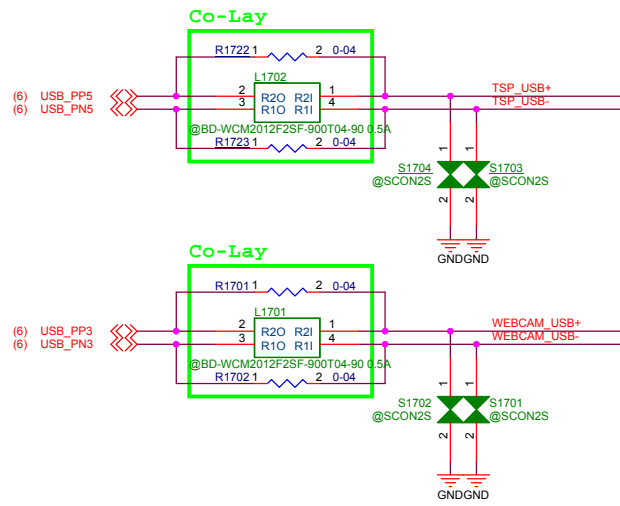 Co-Lay
R1722 1 2 0-04
L1702
(6) USB_PP5 2 R2O R2I 1 TSP_USB+
(6) USB_PN5 3 R1O R1I 4 TSP_USB-
@BD-WCM2012F2SF-900T04-90 0.5A
R1723 1 2 0-04
1 1
S1704 S1703
@SCON2S @SCON2S
2 2
GND GND
Co-Lay
R1701 1 2 0-04
L1701
(6) USB_PP3 2 R2O R2I 1 WEBCAM_USB+
(6) USB_PN3 3 R1O R1I 4 WEBCAM_USB-
@BD-WCM2012F2SF-900T04-90 0.5A
R1702 1 2 0-04
1 1
S1702 S1701
@SCON2S @SCON2S
2 2
GND GND